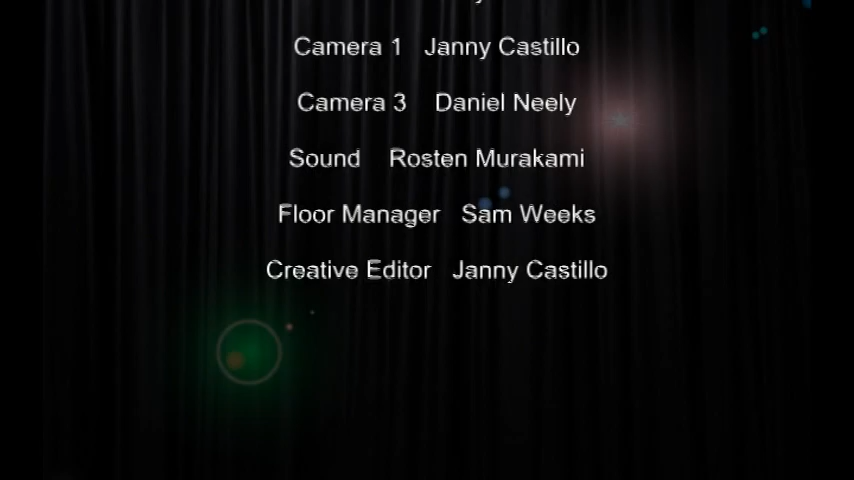 Camera 1 Janny Castillo
Camera 3 Daniel Neely
Sound Rosten Murakami
Floor Manager Sam Weeks
Creative Editor Janny Castillo